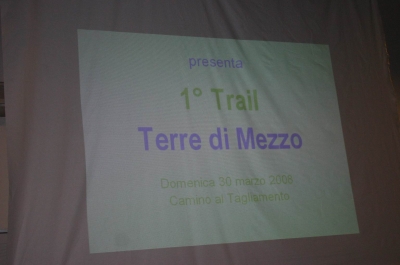 presenta
1° Trail
Terre di Mezzo
Domenica 30 marzo 2008
Camino al Tagliamento